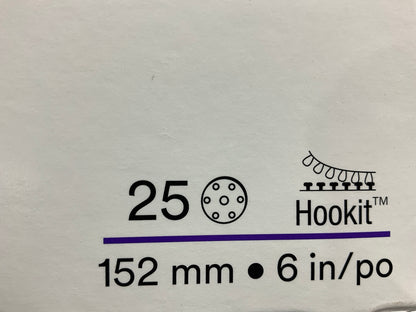 25 Hookit™
152 mm • 6 in/po